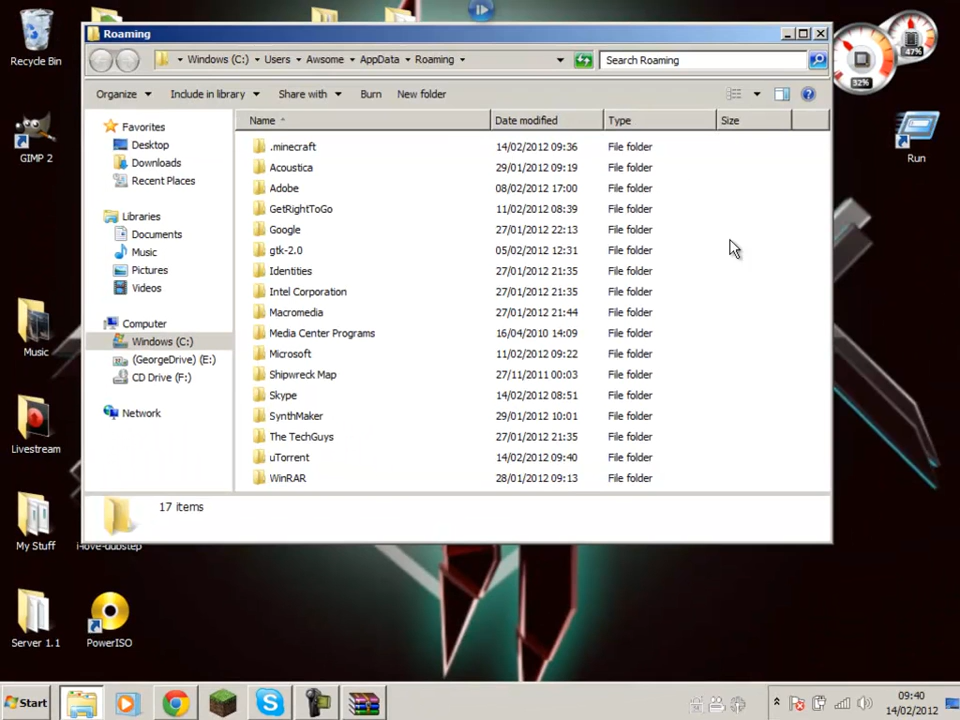 Recycle Bin
GIMP 2
Music
Livestream
My Stuff
Move-dubstep
Server 1.1
PowerISO
Run
32%
47%
Roaming
Windows (C:) Users Awsome AppData Roaming
Search Roaming
Organize Include in library Share with Burn New folder
Name Date modified Type Size
Favorites
Desktop
Downloads
Recent Places
Libraries
Documents
Music
Pictures
Videos
Computer
Windows (C:)
(GeorgeDrive) (E:)
CD Drive (F:)
Network
.minecraft 14/02/2012 09:36 File folder
Acoustica 29/01/2012 09:19 File folder
Adobe 08/02/2012 17:00 File folder
GetRightToGo 11/02/2012 08:39 File folder
Google 27/01/2012 22:13 File folder
gtk-2.0 05/02/2012 12:31 File folder
Identities 27/01/2012 21:35 File folder
Intel Corporation 27/01/2012 21:35 File folder
Macromedia 27/01/2012 21:44 File folder
Media Center Programs 16/04/2010 14:09 File folder
Microsoft 11/02/2012 09:22 File folder
Shipwreck Map 27/11/2011 00:03 File folder
Skype 14/02/2012 08:51 File folder
SynthMaker 29/01/2012 10:01 File folder
The TechGuys 27/01/2012 21:35 File folder
uTorrent 14/02/2012 09:40 File folder
WinRAR 28/01/2012 09:13 File folder
17 items
Start
09:40
14/02/2012